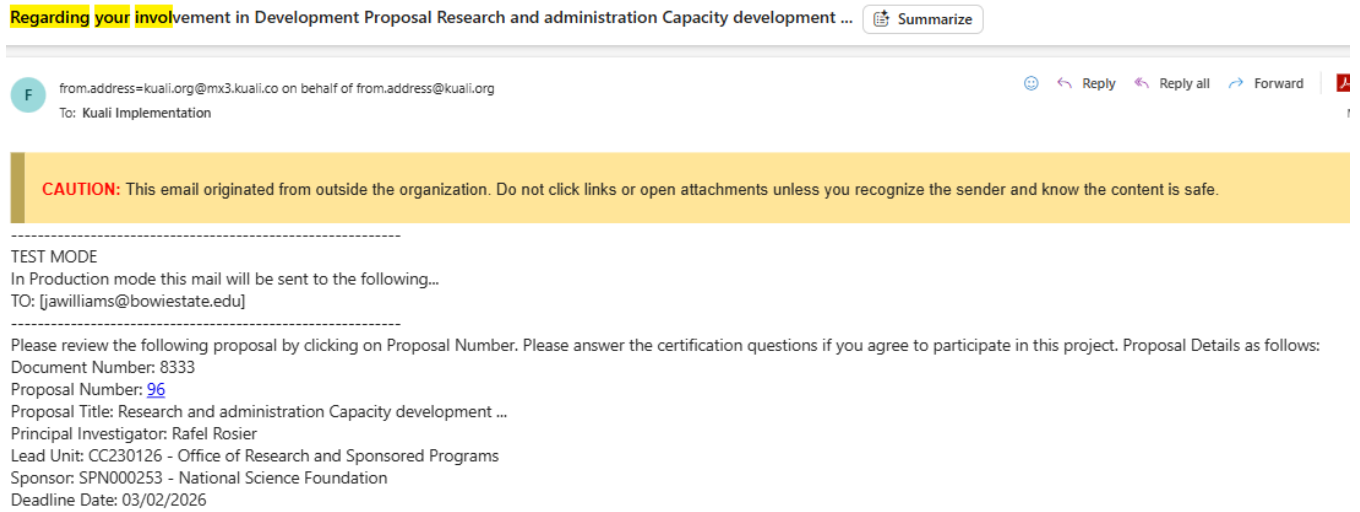 Regarding your involvement in Development Proposal Research and administration Capacity development ... Summarize
F
from.address=kuali.org@mx3.kuali.co on behalf of from.address@kuali.org
Reply Reply all Forward
To: Kuali Implementation
CAUTION: This email originated from outside the organization. Do not click links or open attachments unless you recognize the sender and know the content is safe.
------------------------------------------------------------
TEST MODE
In Production mode this mail will be sent to the following...
TO: [jawilliams@bowiestate.edu]
------------------------------------------------------------
Please review the following proposal by clicking on Proposal Number. Please answer the certification questions if you agree to participate in this project. Proposal Details as follows:
Document Number: 8333
Proposal Number: 96
Proposal Title: Research and administration Capacity development ...
Principal Investigator: Rafel Rosier
Lead Unit: CC230126 - Office of Research and Sponsored Programs
Sponsor: SPN000253 - National Science Foundation
Deadline Date: 03/02/2026